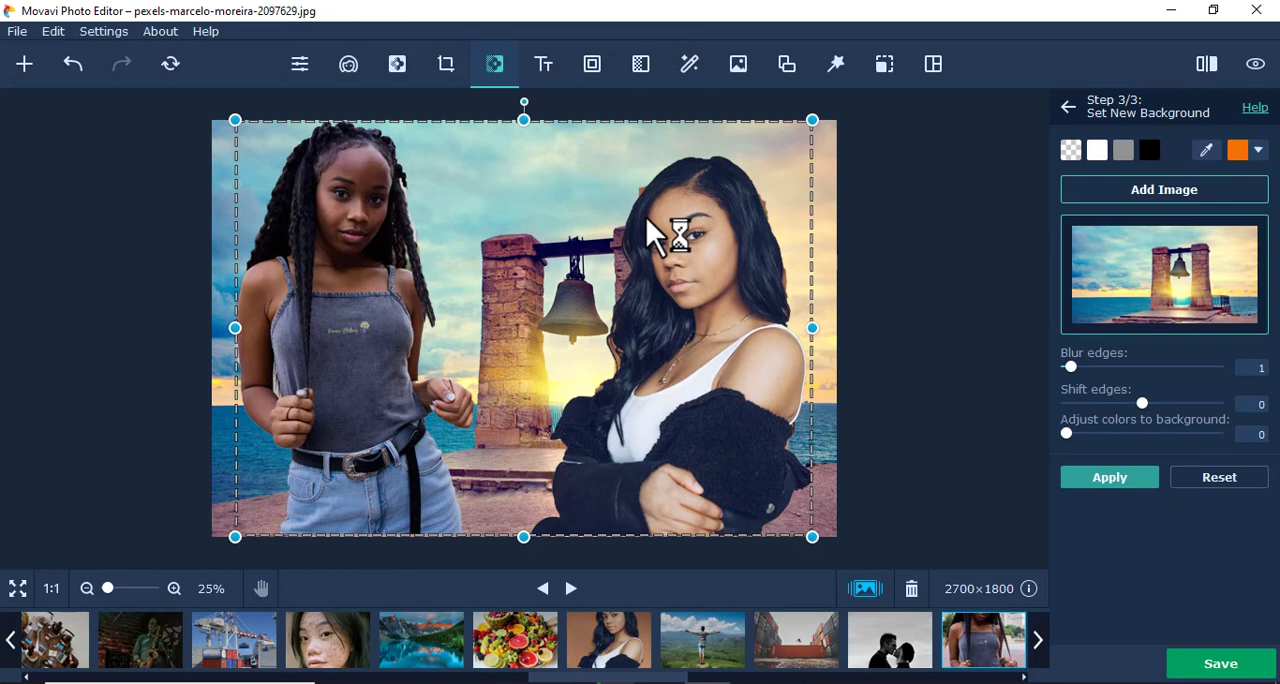 Movavi Photo Editor – pexels-marcelo-moreira-2097629.jpg
File Edit Settings About Help
Step 3/3:
Set New Background
Help
Add Image
Blur edges:
1
Shift edges:
0
Adjust colors to background:
0
Apply Reset
1:1
25%
2700×1800
Save